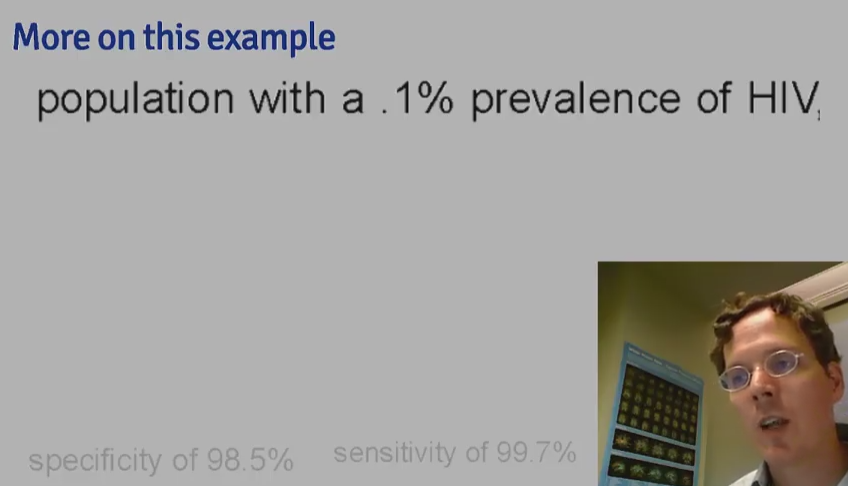 More on this example
population with a .1% prevalence of HIV,
specificity of 98.5% sensitivity of 99.7%